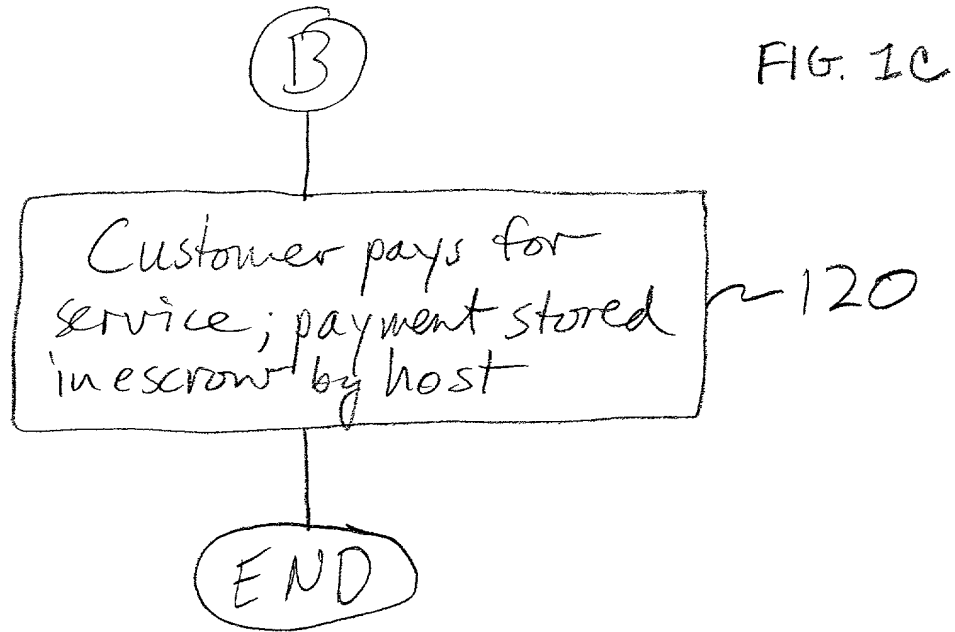 B
FIG. 1C
Customer pays for
service; payment stored
in escrow by host
120
END